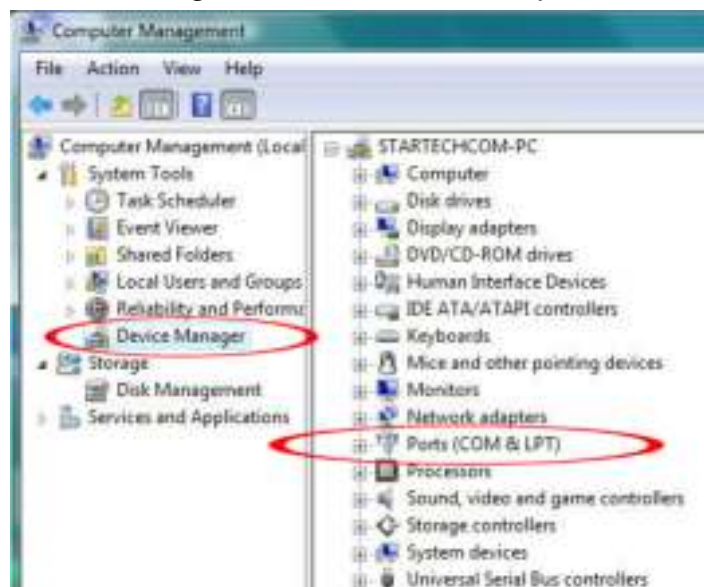 Computer Management
File Action View Help
Computer Management (Local
System Tools
Task Scheduler
Event Viewer
Shared Folders
Local Users and Groups
Reliability and Performa
Device Manager
Storage
Disk Management
Services and Applications
STARTECHCOM-PC
Computer
Disk drives
Display adapters
DVD/CD-ROM drives
Human Interface Devices
IDE ATA/ATAPI controllers
Keyboards
Mice and other pointing devices
Monitors
Network adapters
Ports (COM & LPT)
Processors
Sound, video and game controllers
Storage controllers
System devices
Universal Serial Bus controllers